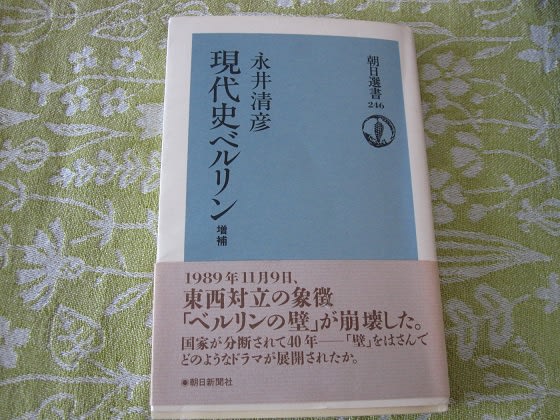 朝日選書
246
永井清彦
現代史ベルリン
増補
1989年11月9日、
東西対立の象徴
「ベルリンの壁」が崩壊した。
国家が分断されて40年――「壁」をはさんで
どのようなドラマが展開されたか。
●朝日新聞社